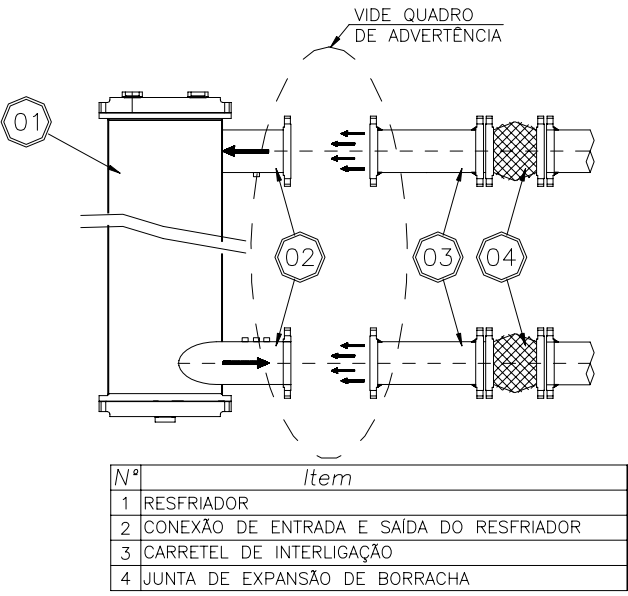 VIDE QUADRO
DE ADVERTÊNCIA
01
02
03
04
Nº Item
1 RESFRIADOR
2 CONEXÃO DE ENTRADA E SAÍDA DO RESFRIADOR
3 CARRETEL DE INTERLIGAÇÃO
4 JUNTA DE EXPANSÃO DE BORRACHA